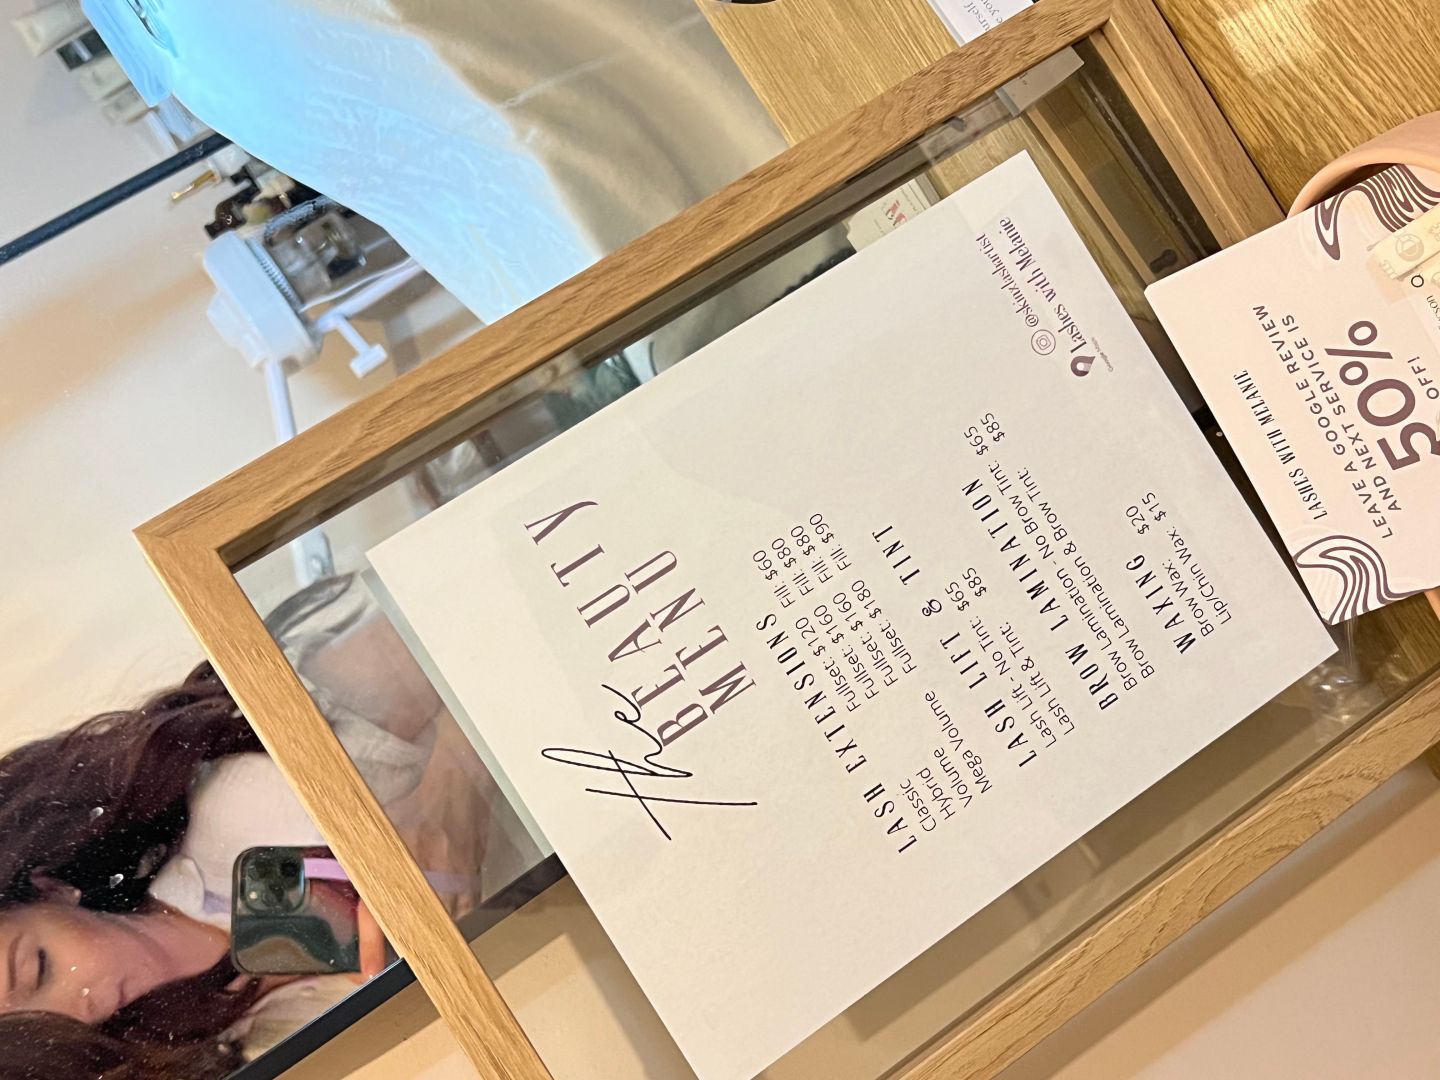 the
BEAUTY
MENU
LASH EXTENSIONS
Classic Fullset: $120 Fill: $60
Hybrid Fullset: $160 Fill: $80
Volume Fullset: $160 Fill: $80
Mega Volume Fullset: $180 Fill: $90
LASH LIFT & TINT
Lash Lift - No Tint: $65
Lash Lift & Tint: $85
BROW LAMINATION
Brow Lamination - No Brow Tint: $65
Brow Lamination & Brow Tint: $85
WAXING
Brow Wax: $20
Lip/Chin Wax: $15
@skinxlashartist
Lashes with Melanie
Google Maps
LASHES WITH MELANIE
LEAVE A GOOGLE REVIEW
AND NEXT SERVICE IS
50%
OFF!